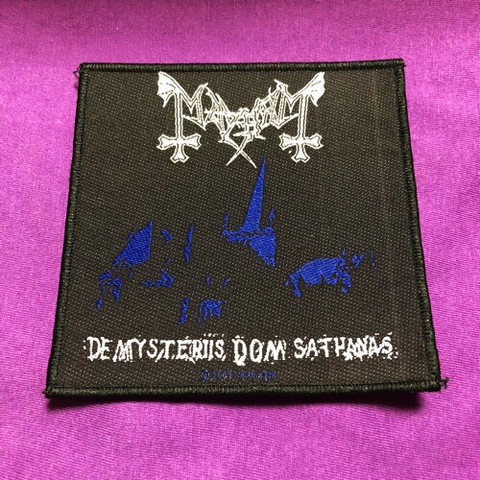 MAYHEM
DE MYSTERIIS DOM SATHANAS